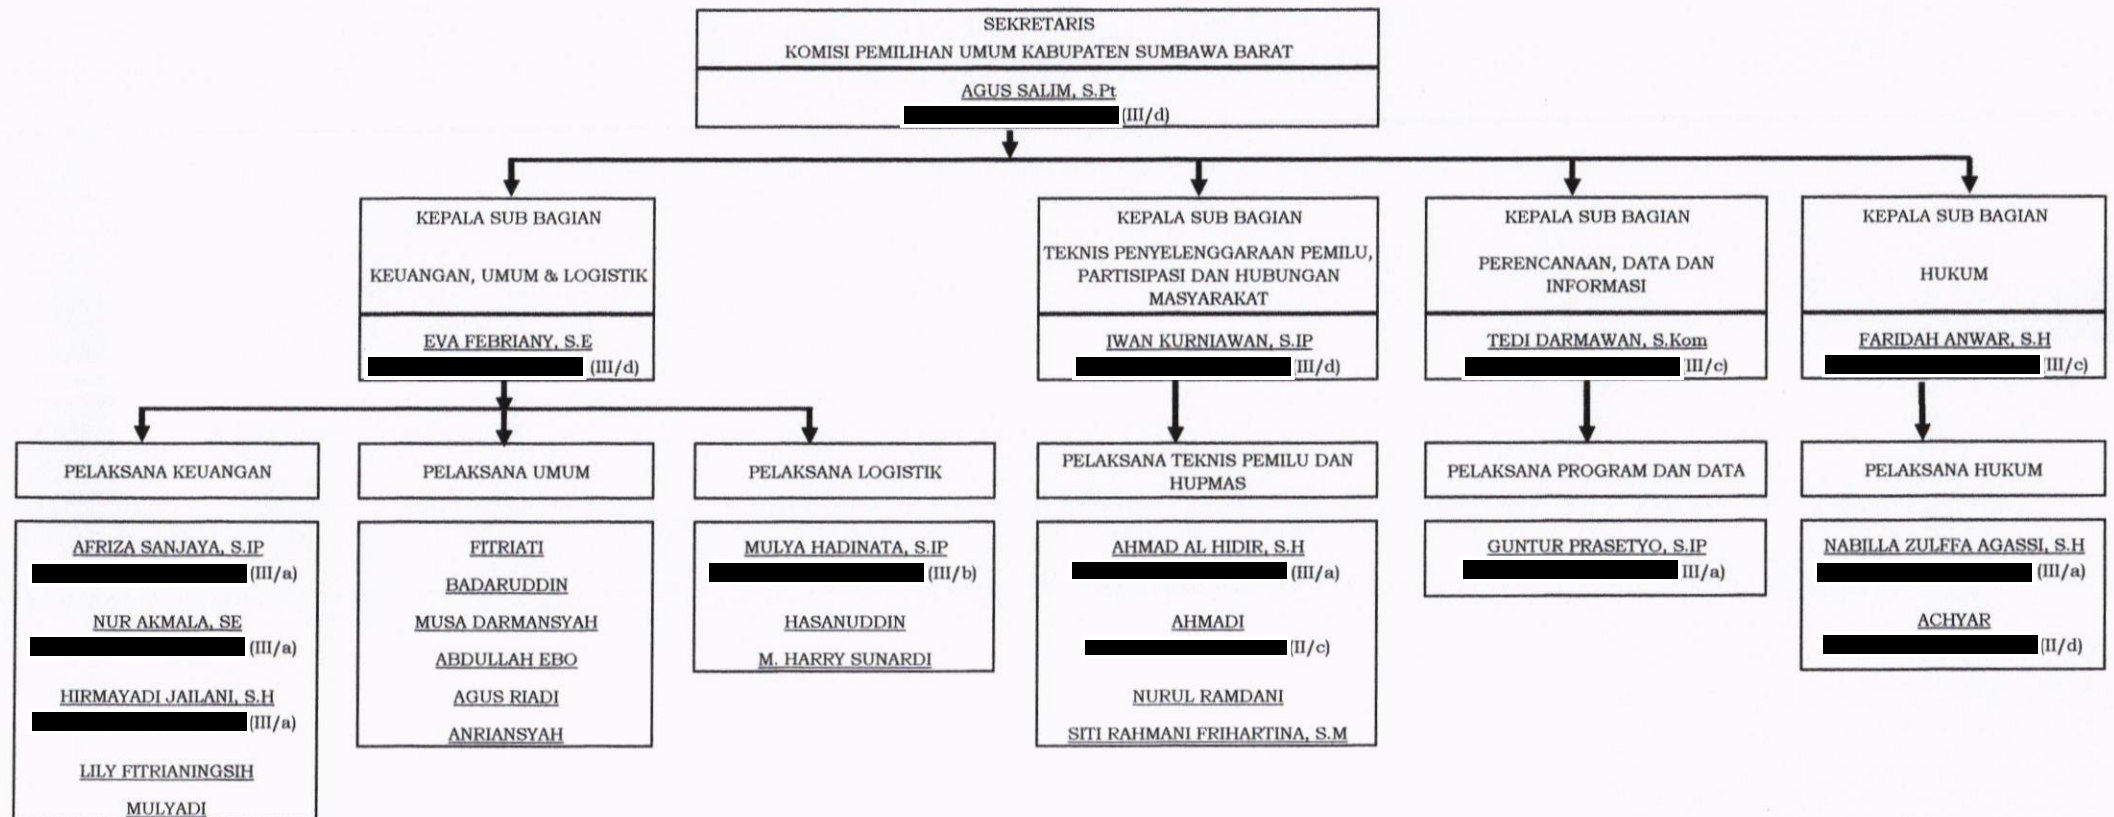 SEKRETARIS
KOMISI PEMILIHAN UMUM KABUPATEN SUMBAWA BARAT
AGUS SALIM, S.Pt
(III/d)
KEPALA SUB BAGIAN
KEUANGAN, UMUM & LOGISTIK
EVA FEBRIANY, S.E
(III/d)
KEPALA SUB BAGIAN
TEKNIS PENYELENGGARAAN PEMILU,
PARTISIPASI DAN HUBUNGAN
MASYARAKAT
IWAN KURNIAWAN, S.IP
(III/d)
KEPALA SUB BAGIAN
PERENCANAAN, DATA DAN
INFORMASI
TEDI DARMAWAN, S.Kom
III/c)
KEPALA SUB BAGIAN
HUKUM
FARIDAH ANWAR, S.H
(III/c)
PELAKSANA KEUANGAN
AFRIZA SANJAYA, S.IP
(III/a)
NUR AKMALA, SE
(III/a)
HIRMAYADI JAILANI, S.H
(III/a)
LILY FITRIANINGSIH
MULYADI
PELAKSANA UMUM
FITRIATI
BADARUDDIN
MUSA DARMANSYAH
ABDULLAH EBO
AGUS RIADI
ANRIANSYAH
PELAKSANA LOGISTIK
MULYA HADINATA, S.IP
(III/b)
HASANUDDIN
M. HARRY SUNARDI
PELAKSANA TEKNIS PEMILU DAN
HUPMAS
AHMAD AL HIDIR, S.H
(III/a)
AHMADI
(II/c)
NURUL RAMDANI
SITI RAHMANI FRIHARTINA, S.M
PELAKSANA PROGRAM DAN DATA
GUNTUR PRASETYO, S.IP
III/a)
PELAKSANA HUKUM
NABILLA ZULFFA AGASSI, S.H
(III/a)
ACHYAR
(II/d)